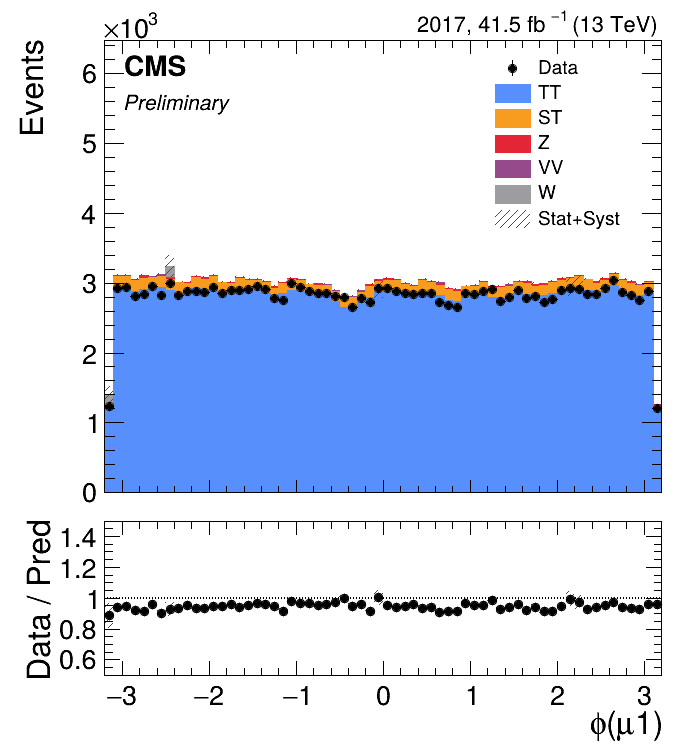 ×10³
2017, 41.5 fb⁻¹ (13 TeV)
Events
CMS
Preliminary
Data
TT
ST
Z
VV
W
Stat+Syst
6
5
4
3
2
1
0
Data / Pred
1.4
1.2
1
0.8
0.6
−3 −2 −1 0 1 2 3
ϕ(μ1)